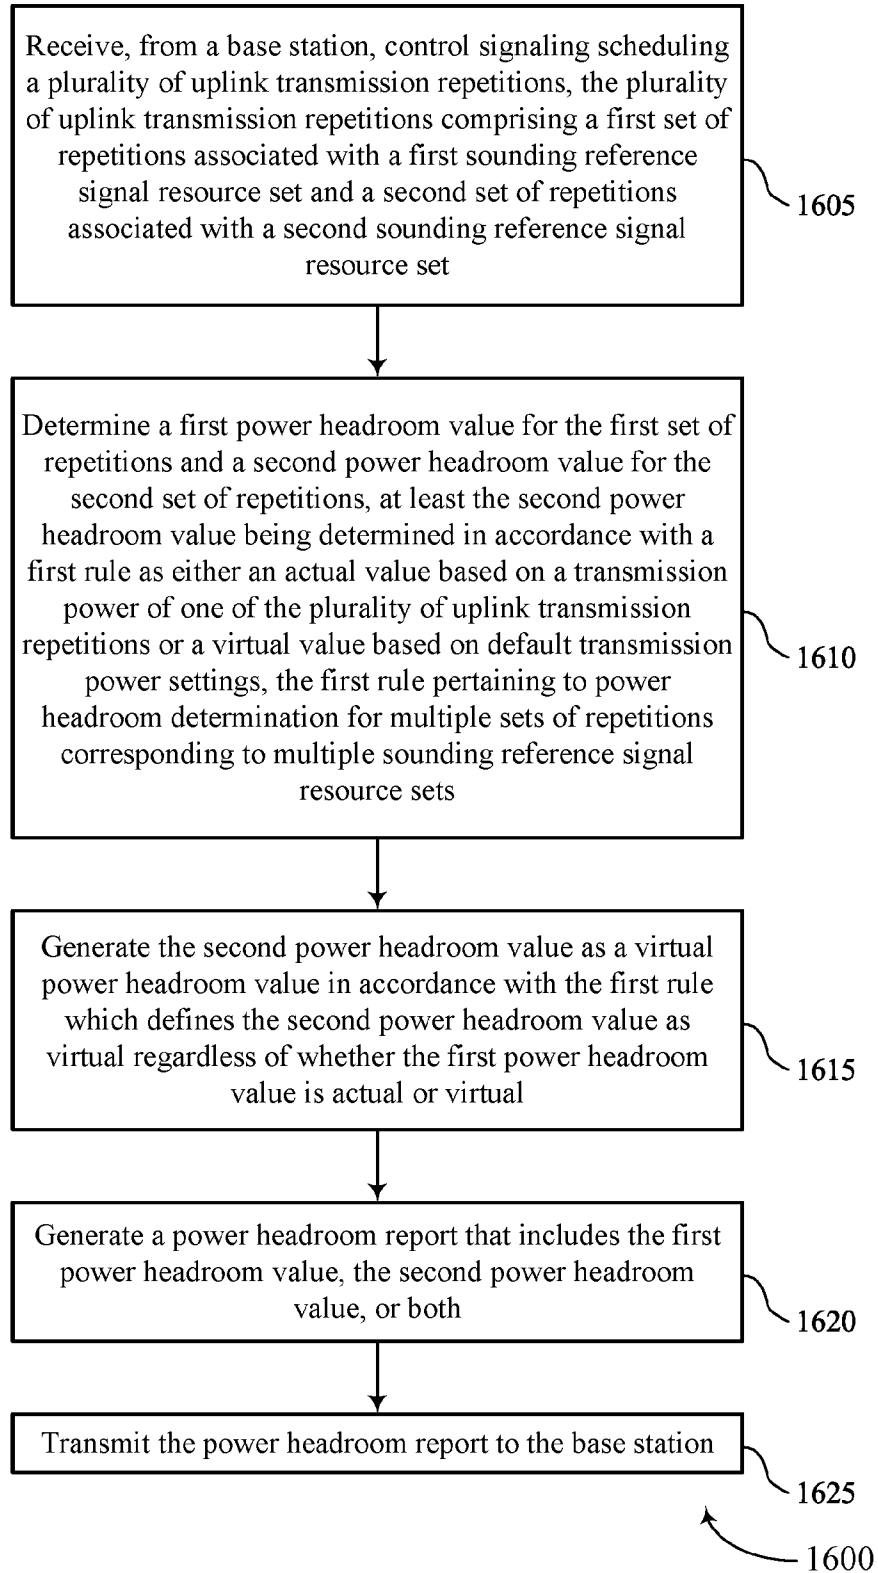 Receive, from a base station, control signaling scheduling
a plurality of uplink transmission repetitions, the plurality
of uplink transmission repetitions comprising a first set of
repetitions associated with a first sounding reference
signal resource set and a second set of repetitions
associated with a second sounding reference signal
resource set
1605
Determine a first power headroom value for the first set of
repetitions and a second power headroom value for the
second set of repetitions, at least the second power
headroom value being determined in accordance with a
first rule as either an actual value based on a transmission
power of one of the plurality of uplink transmission
repetitions or a virtual value based on default transmission
power settings, the first rule pertaining to power
headroom determination for multiple sets of repetitions
corresponding to multiple sounding reference signal
resource sets
1610
Generate the second power headroom value as a virtual
power headroom value in accordance with the first rule
which defines the second power headroom value as
virtual regardless of whether the first power headroom
value is actual or virtual
1615
Generate a power headroom report that includes the first
power headroom value, the second power headroom
value, or both
1620
Transmit the power headroom report to the base station
1625
1600